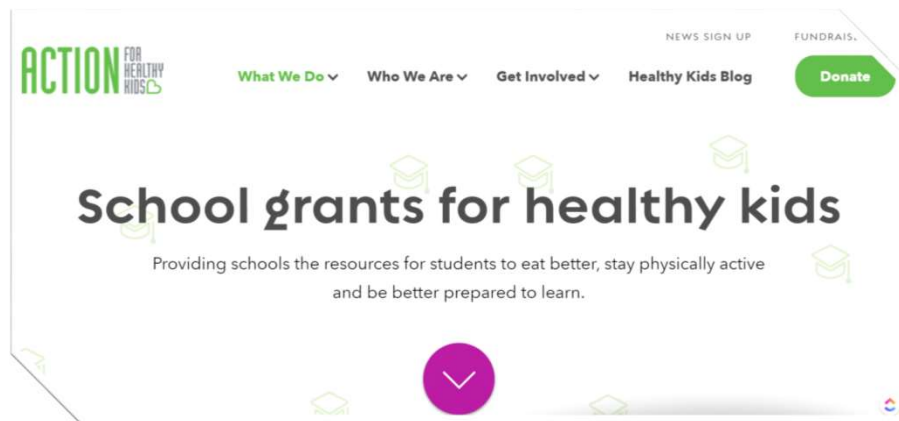 NEWS SIGN UP
ACTION FOR HEALTHY KIDS
What We Do Who We Are Get Involved Healthy Kids Blog Donate
School grants for healthy kids
Providing schools the resources for students to eat better, stay physically active
and be better prepared to learn.